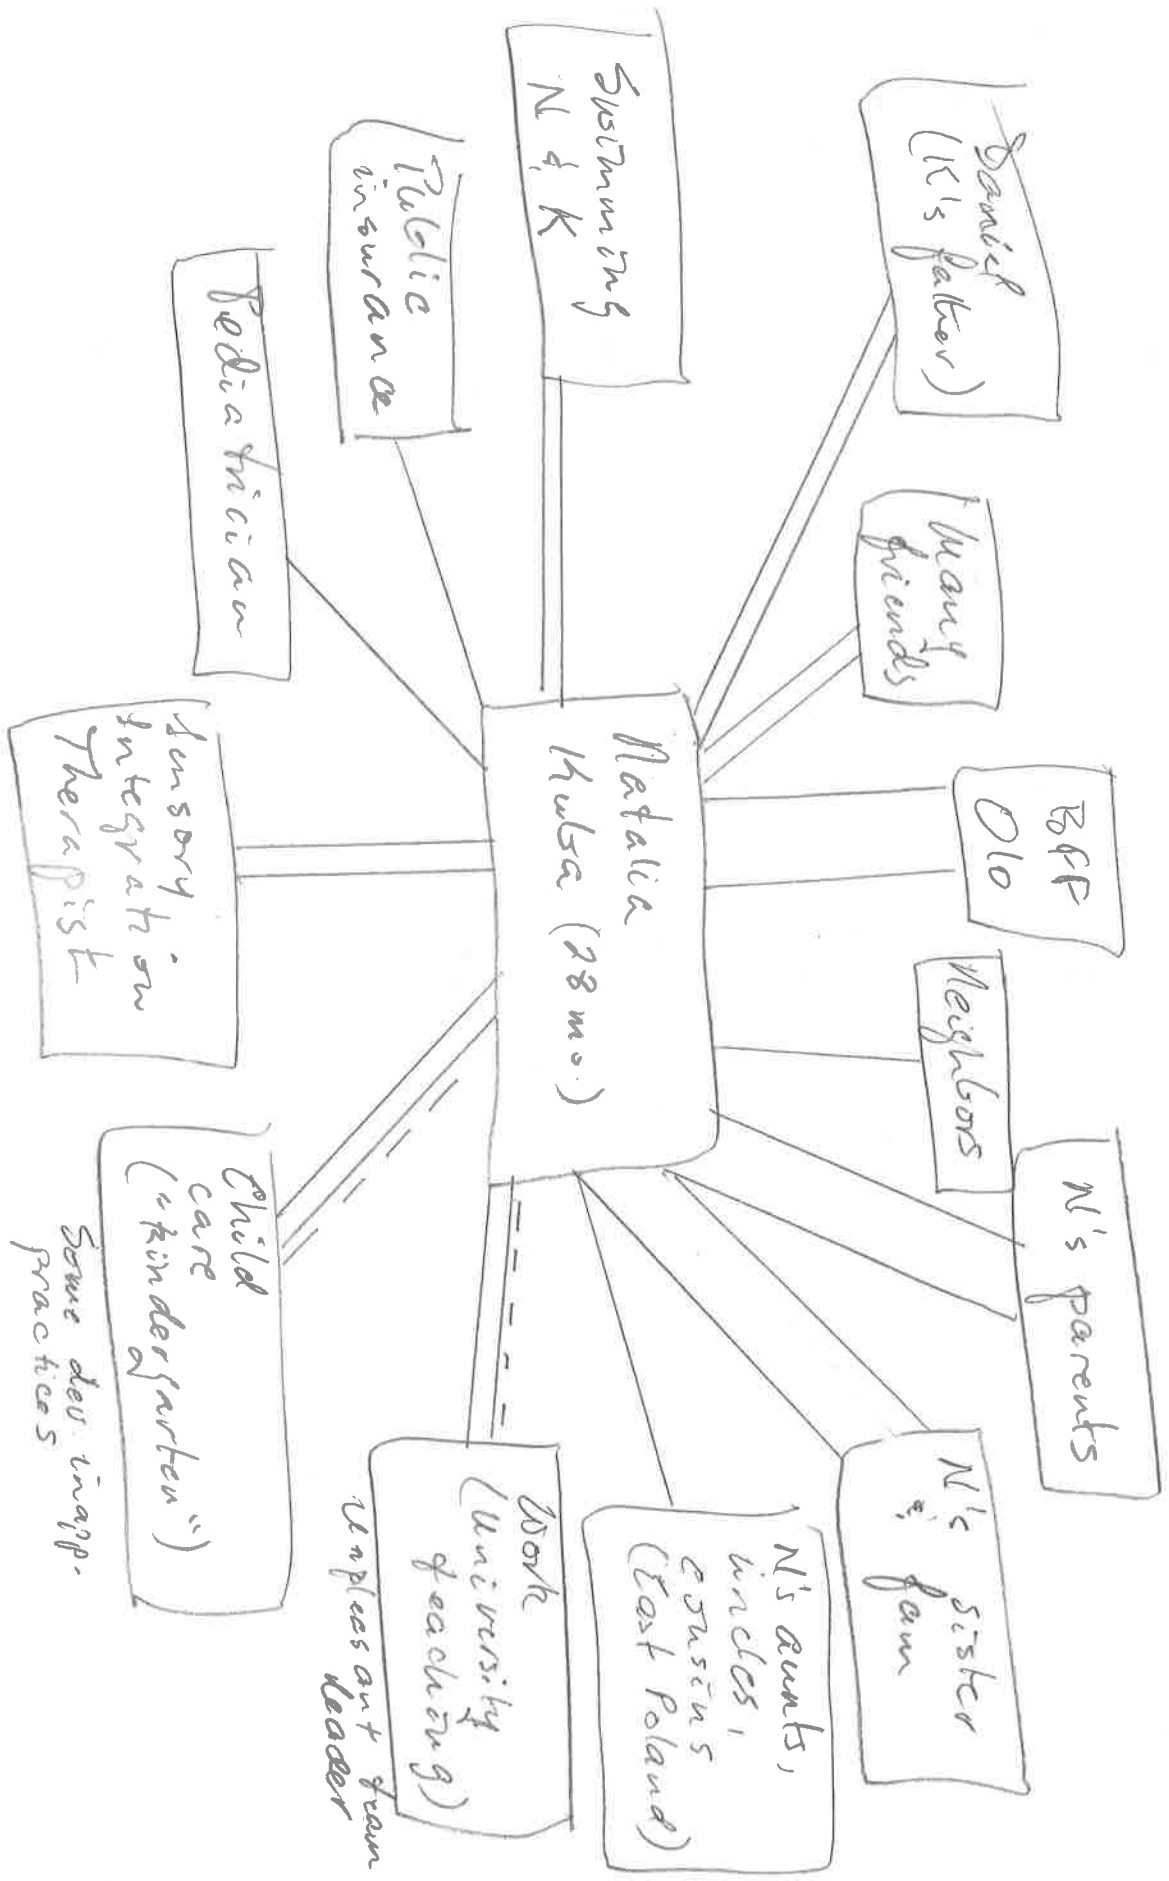 Daniel
(K's father)
Many
friends
BFF
Olo
Neighbors
N's parents
N's sister
& fam
Swimming
N & K
Public
insurance
Pediatrician
Natalia
Kuba (28 mo.)
N's aunts,
uncles,
cousins
(East Poland)
Work
(University
teaching)
Unpleasant team
leader
Sensory
Integration
Therapist
Child
care
("kindergarten")
Some dev. inapp.
practices